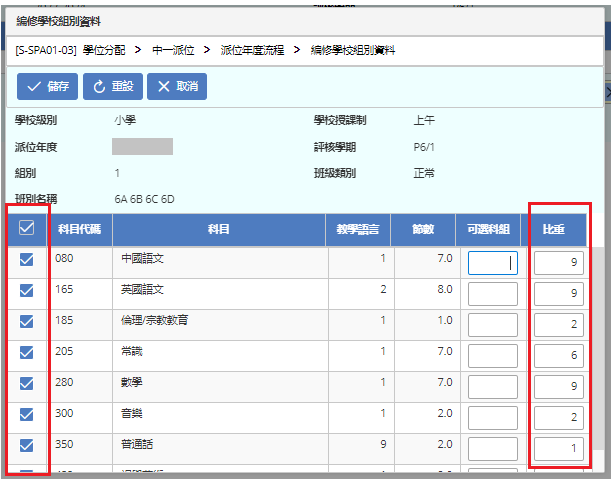 編修學校組別資料
[S-SPA01-03] 學位分配 > 中一派位 > 派位年度流程 > 編修學校組別資料
儲存 重設 取消
學校級別 小學 學校授課制 上午
派位年度 評核學期 P6/1
組別 1 班級類別 正常
班別名稱 6A 6B 6C 6D
科目代碼 科目 教學語言 節數 可選科組 比重
080 中國語文 1 7.0 9
165 英國語文 2 8.0 9
185 倫理/宗教教育 1 1.0 2
205 常識 1 7.0 6
280 數學 1 7.0 9
300 音樂 1 2.0 2
350 普通話 9 2.0 1